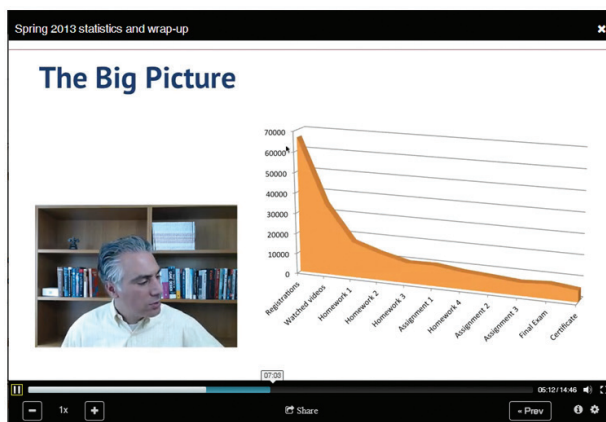 Spring 2013 statistics and wrap-up
The Big Picture
70000
60000
50000
40000
30000
20000
10000
0
Registrations
Watched videos
Homework 1
Homework 2
Homework 3
Assignment 1
Homework 4
Assignment 2
Assignment 3
Final Exam
Certificate
07:08
05:12/14:46
1x
Share
« Prev